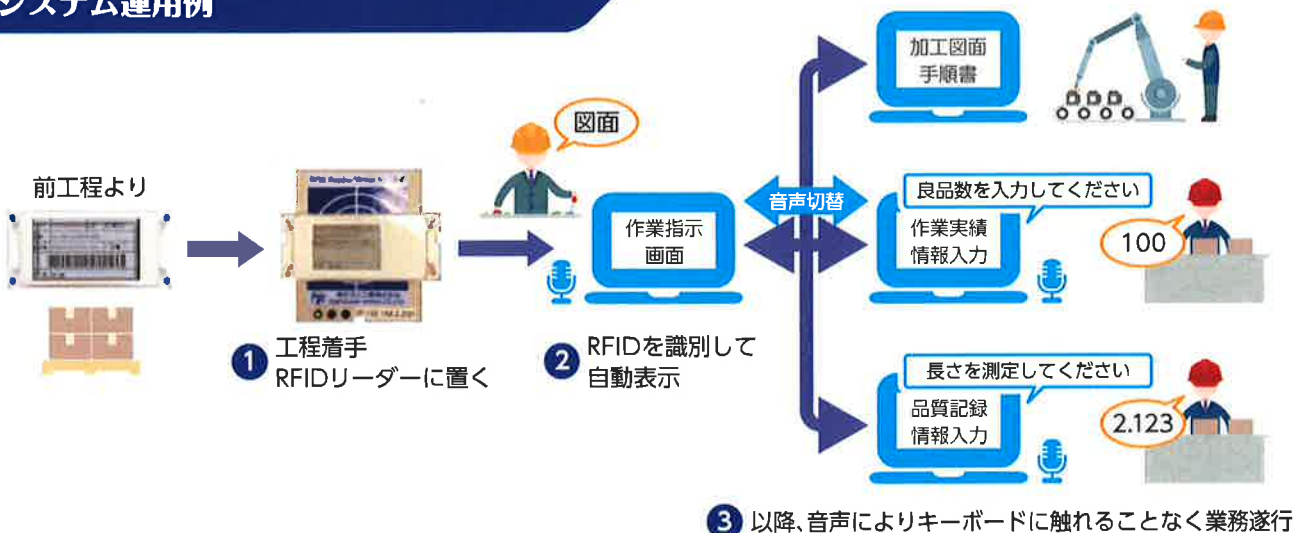 システム運用例
前工程より
図面
作業指示
画面
音声切替
加工図面
手順書
良品数を入力してください
作業実績
情報入力
100
長さを測定してください
品質記録
情報入力
2.123
1 工程着手
RFIDリーダーに置く
2 RFIDを識別して
自動表示
3 以降、音声によりキーボードに触れることなく業務遂行